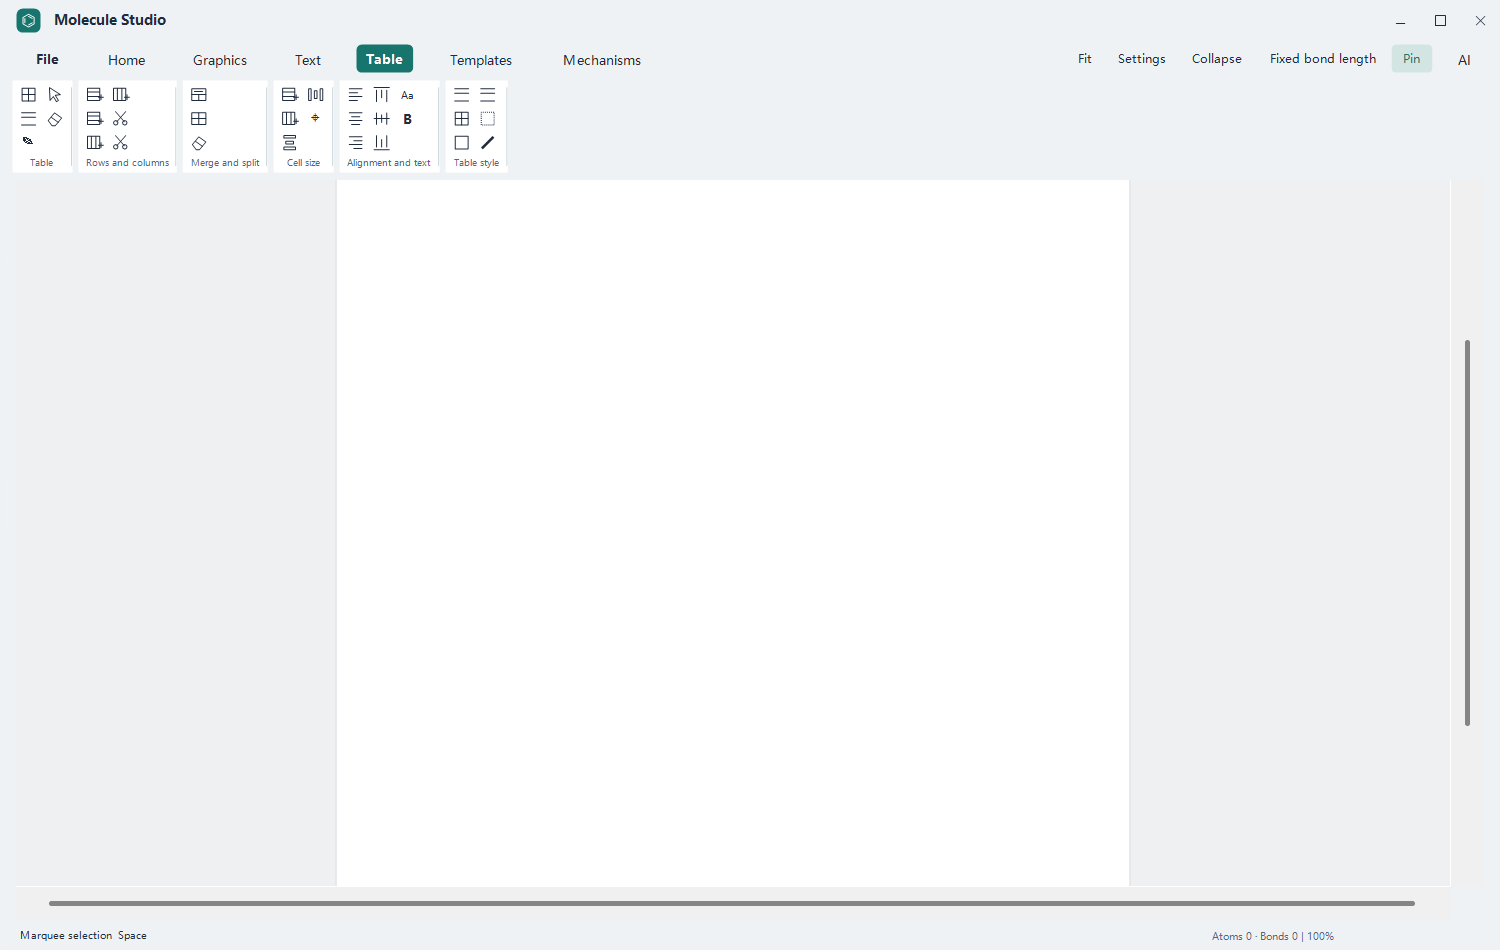 Molecule Studio
File Home Graphics Text Table Templates Mechanisms Fit Settings Collapse Fixed bond length Pin AI
Aa
B
Table Rows and columns Merge and split Cell size Alignment and text Table style
Marquee selection Space Atoms 0 · Bonds 0 | 100%